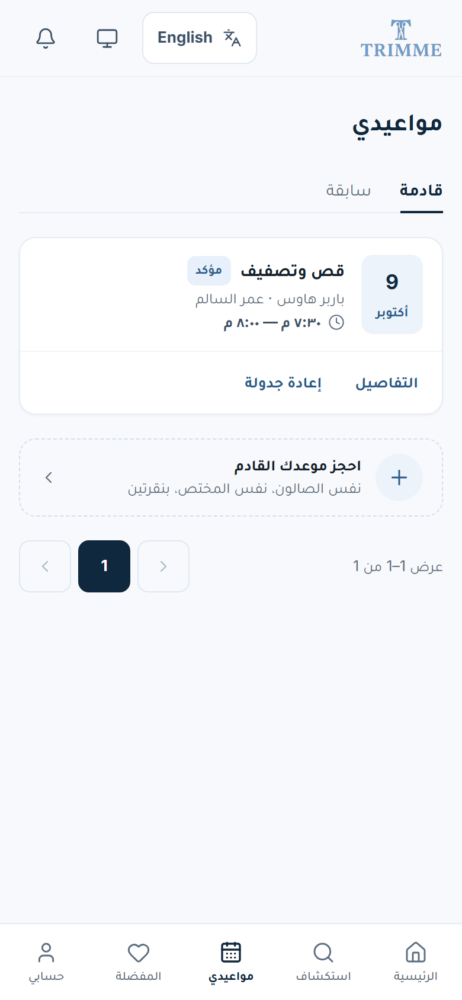 TRIMME
English
مواعيدي
قادمة
سابقة
9
أكتوبر
قص وتصفيف
مؤكد
باربر هاوس · عمر السالم
٧:٣٠ م — ٨:٠٠ م
التفاصيل
إعادة جدولة
احجز موعدك القادم
نفس الصالون، نفس المختص، بنقرتين
عرض 1–1 من 1
1
الرئيسية
استكشاف
مواعيدي
المفضلة
حسابي